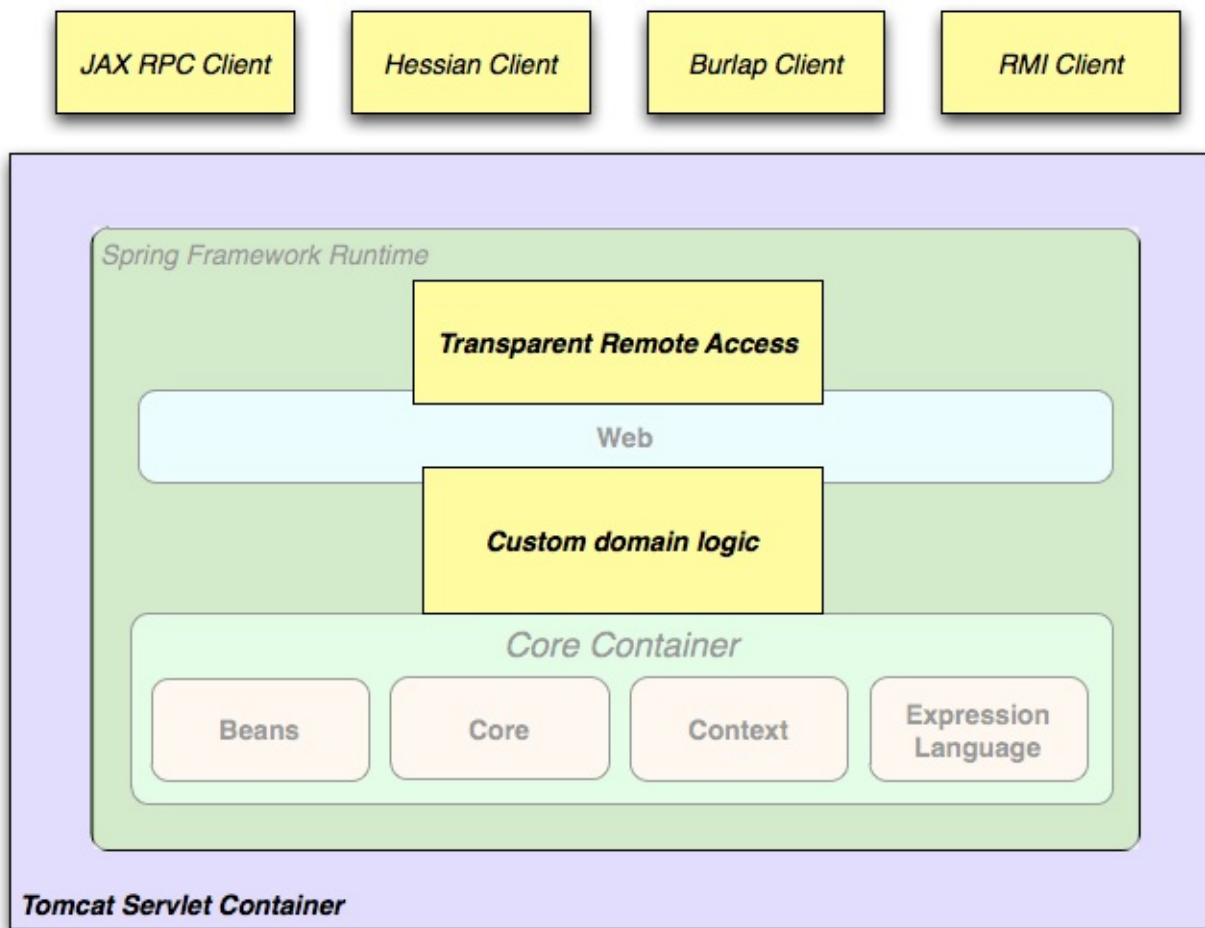 JAX RPC Client
Hessian Client
Burlap Client
RMI Client
Spring Framework Runtime
Transparent Remote Access
Web
Custom domain logic
Core Container
Beans
Core
Context
Expression
Language
Tomcat Servlet Container